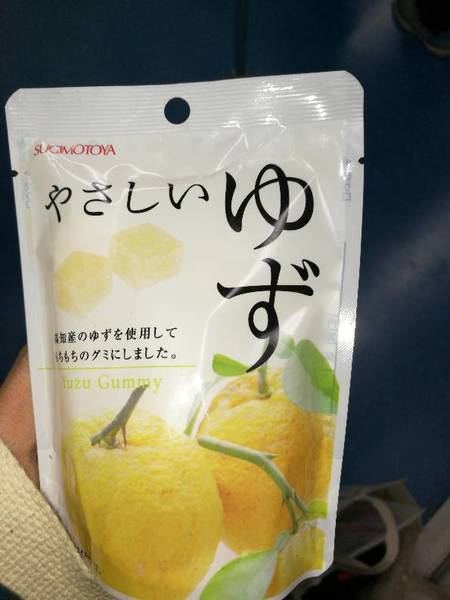 SUGIMOTOYA
やさしい
ゆず
高知産のゆずを使用して
もちもちのグミにしました。
Yuzu Gummy